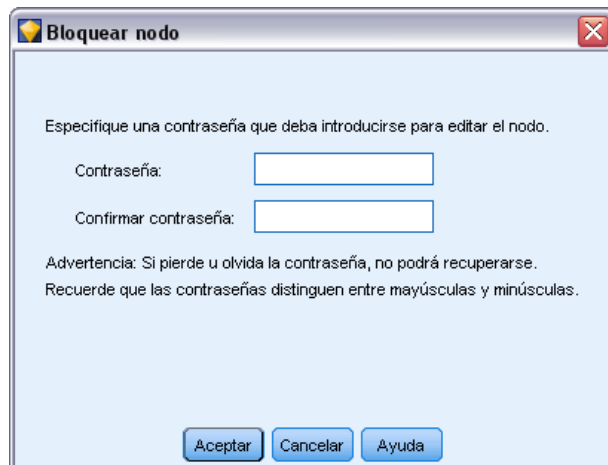 Bloquear nodo
Especifique una contraseña que deba introducirse para editar el nodo.
Contraseña:
Confirmar contraseña:
Advertencia: Si pierde u olvida la contraseña, no podrá recuperarse.
Recuerde que las contraseñas distinguen entre mayúsculas y minúsculas.
Aceptar Cancelar Ayuda